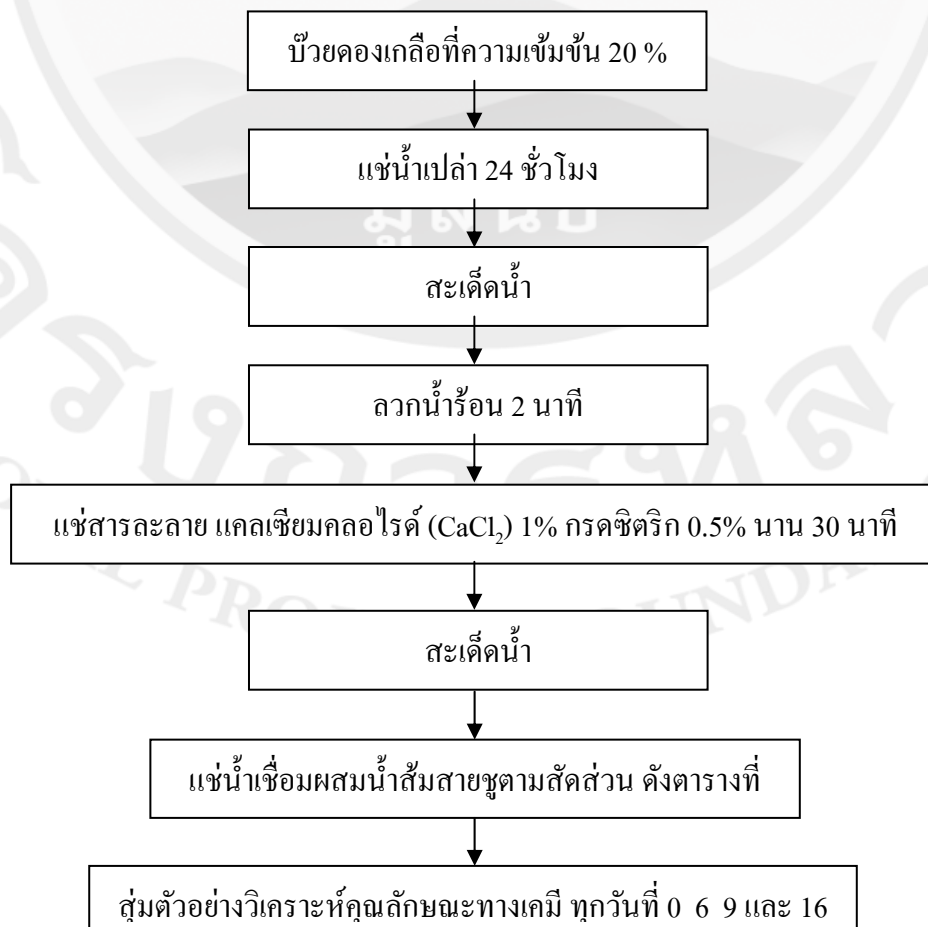 บ๊วยดองเกลือที่ความเข้มข้น 20 %
แช่น้ำเปล่า 24 ชั่วโมง
มูลนิธิ
สะเด็ดน้ำ
ลวกน้ำร้อน 2 นาที
แช่สารละลาย แคลเซียมคลอไรด์ (CaCl₂) 1% กรดซิตริก 0.5% นาน 30 นาที
สะเด็ดน้ำ
แช่น้ำเชื่อมผสมน้ำส้มสายชูตามสัดส่วน ดังตารางที่
สุ่มตัวอย่างวิเคราะห์คุณลักษณะทางเคมี ทุกวันที่ 0 6 9 และ 16